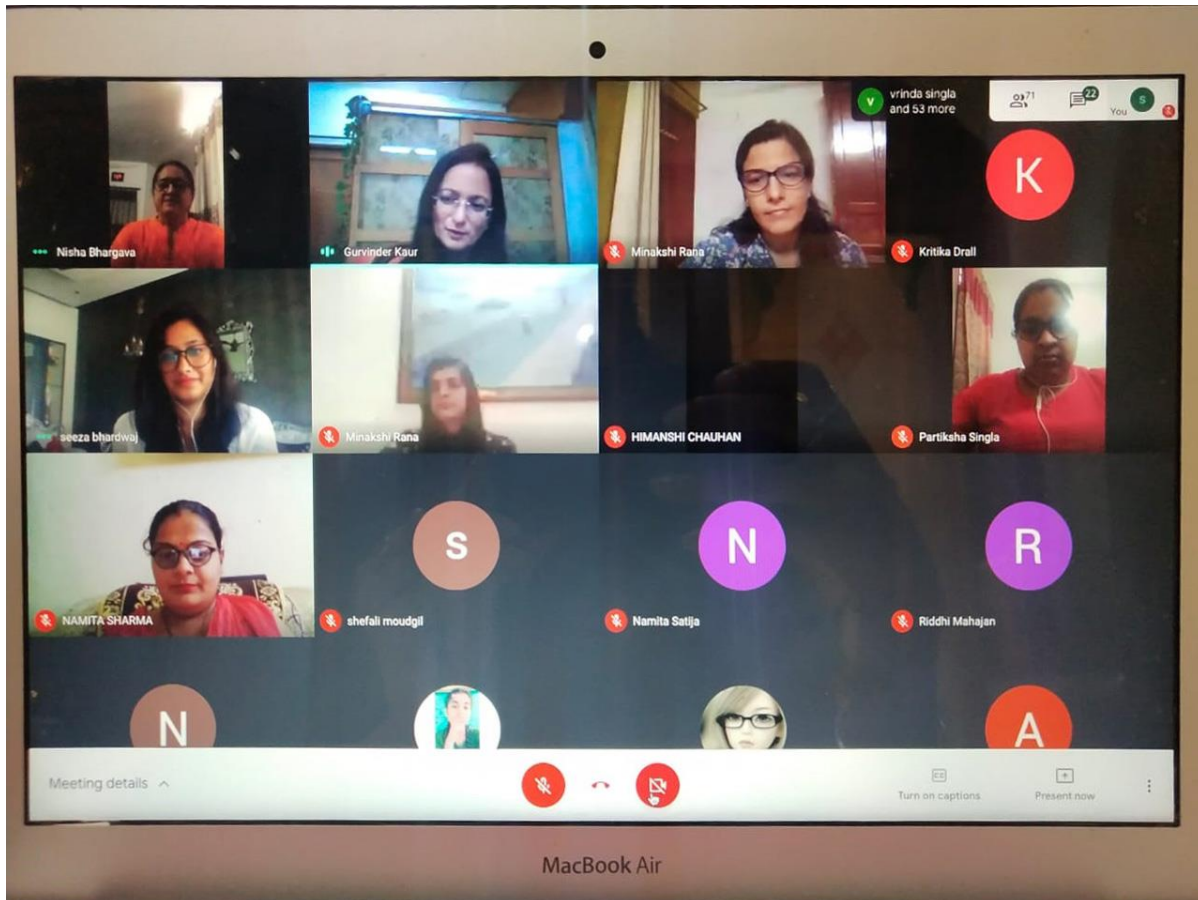 vrinda singla
and 53 more
71
22
You
S
V
K
Nisha Bhargava
Gurvinder Kaur
Minakshi Rana
Kritika Drall
seeza bhardwaj
Minakshi Rana
HIMANSHI CHAUHAN
Partiksha Singla
S
N
R
NAMITA SHARMA
shefali moudgil
Namita Satija
Riddhi Mahajan
N
A
Meeting details
CC
Turn on captions
Present now
MacBook Air